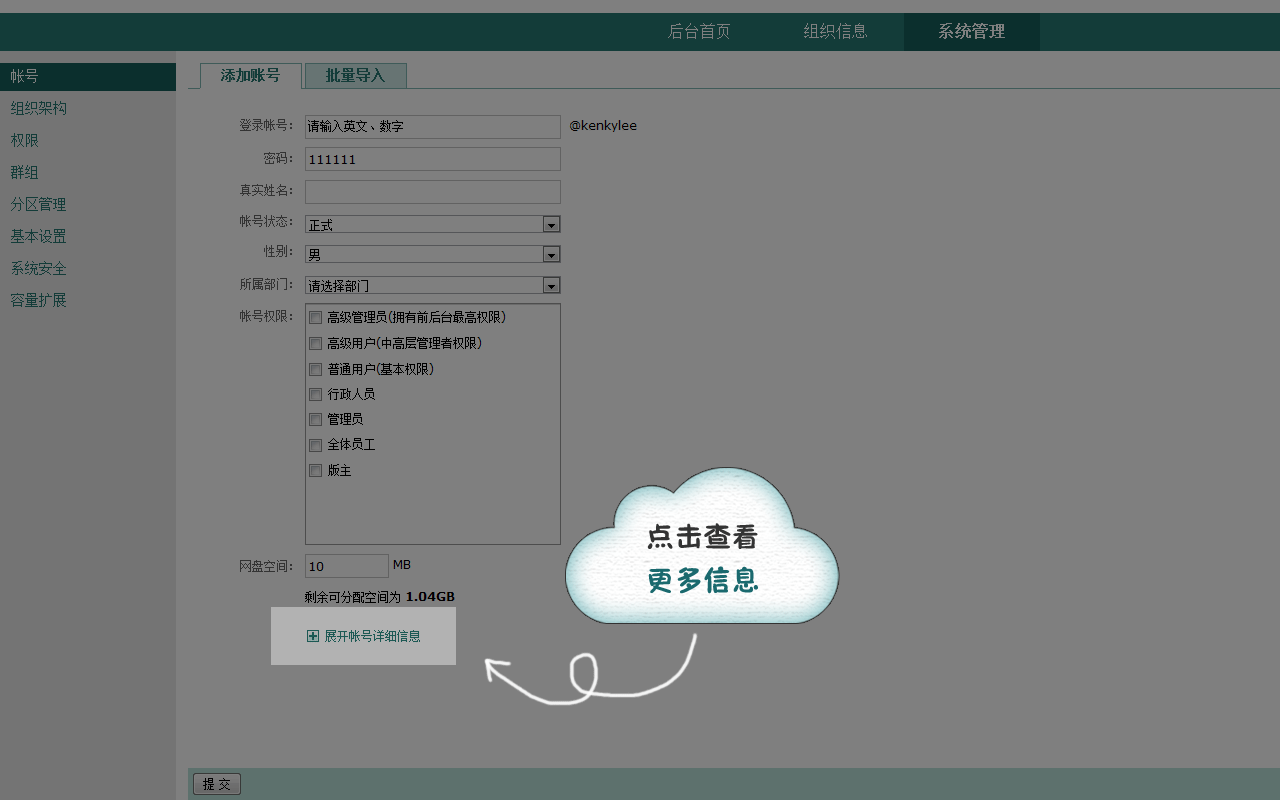 后台首页 组织信息 系统管理
帐号
组织架构
权限
群组
分区管理
基本设置
系统安全
容量扩展
添加账号 批量导入
登录帐号: 请输入英文、数字 @kenkylee
密码: 111111
真实姓名:
帐号状态: 正式
性别: 男
所属部门: 请选择部门
帐号权限: 高级管理员(拥有前后台最高权限)
高级用户(中高层管理者权限)
普通用户(基本权限)
行政人员
管理员
全体员工
版主
网盘空间: 10 MB
剩余可分配空间为 1.04GB
展开帐号详细信息
点击查看
更多信息
提 交